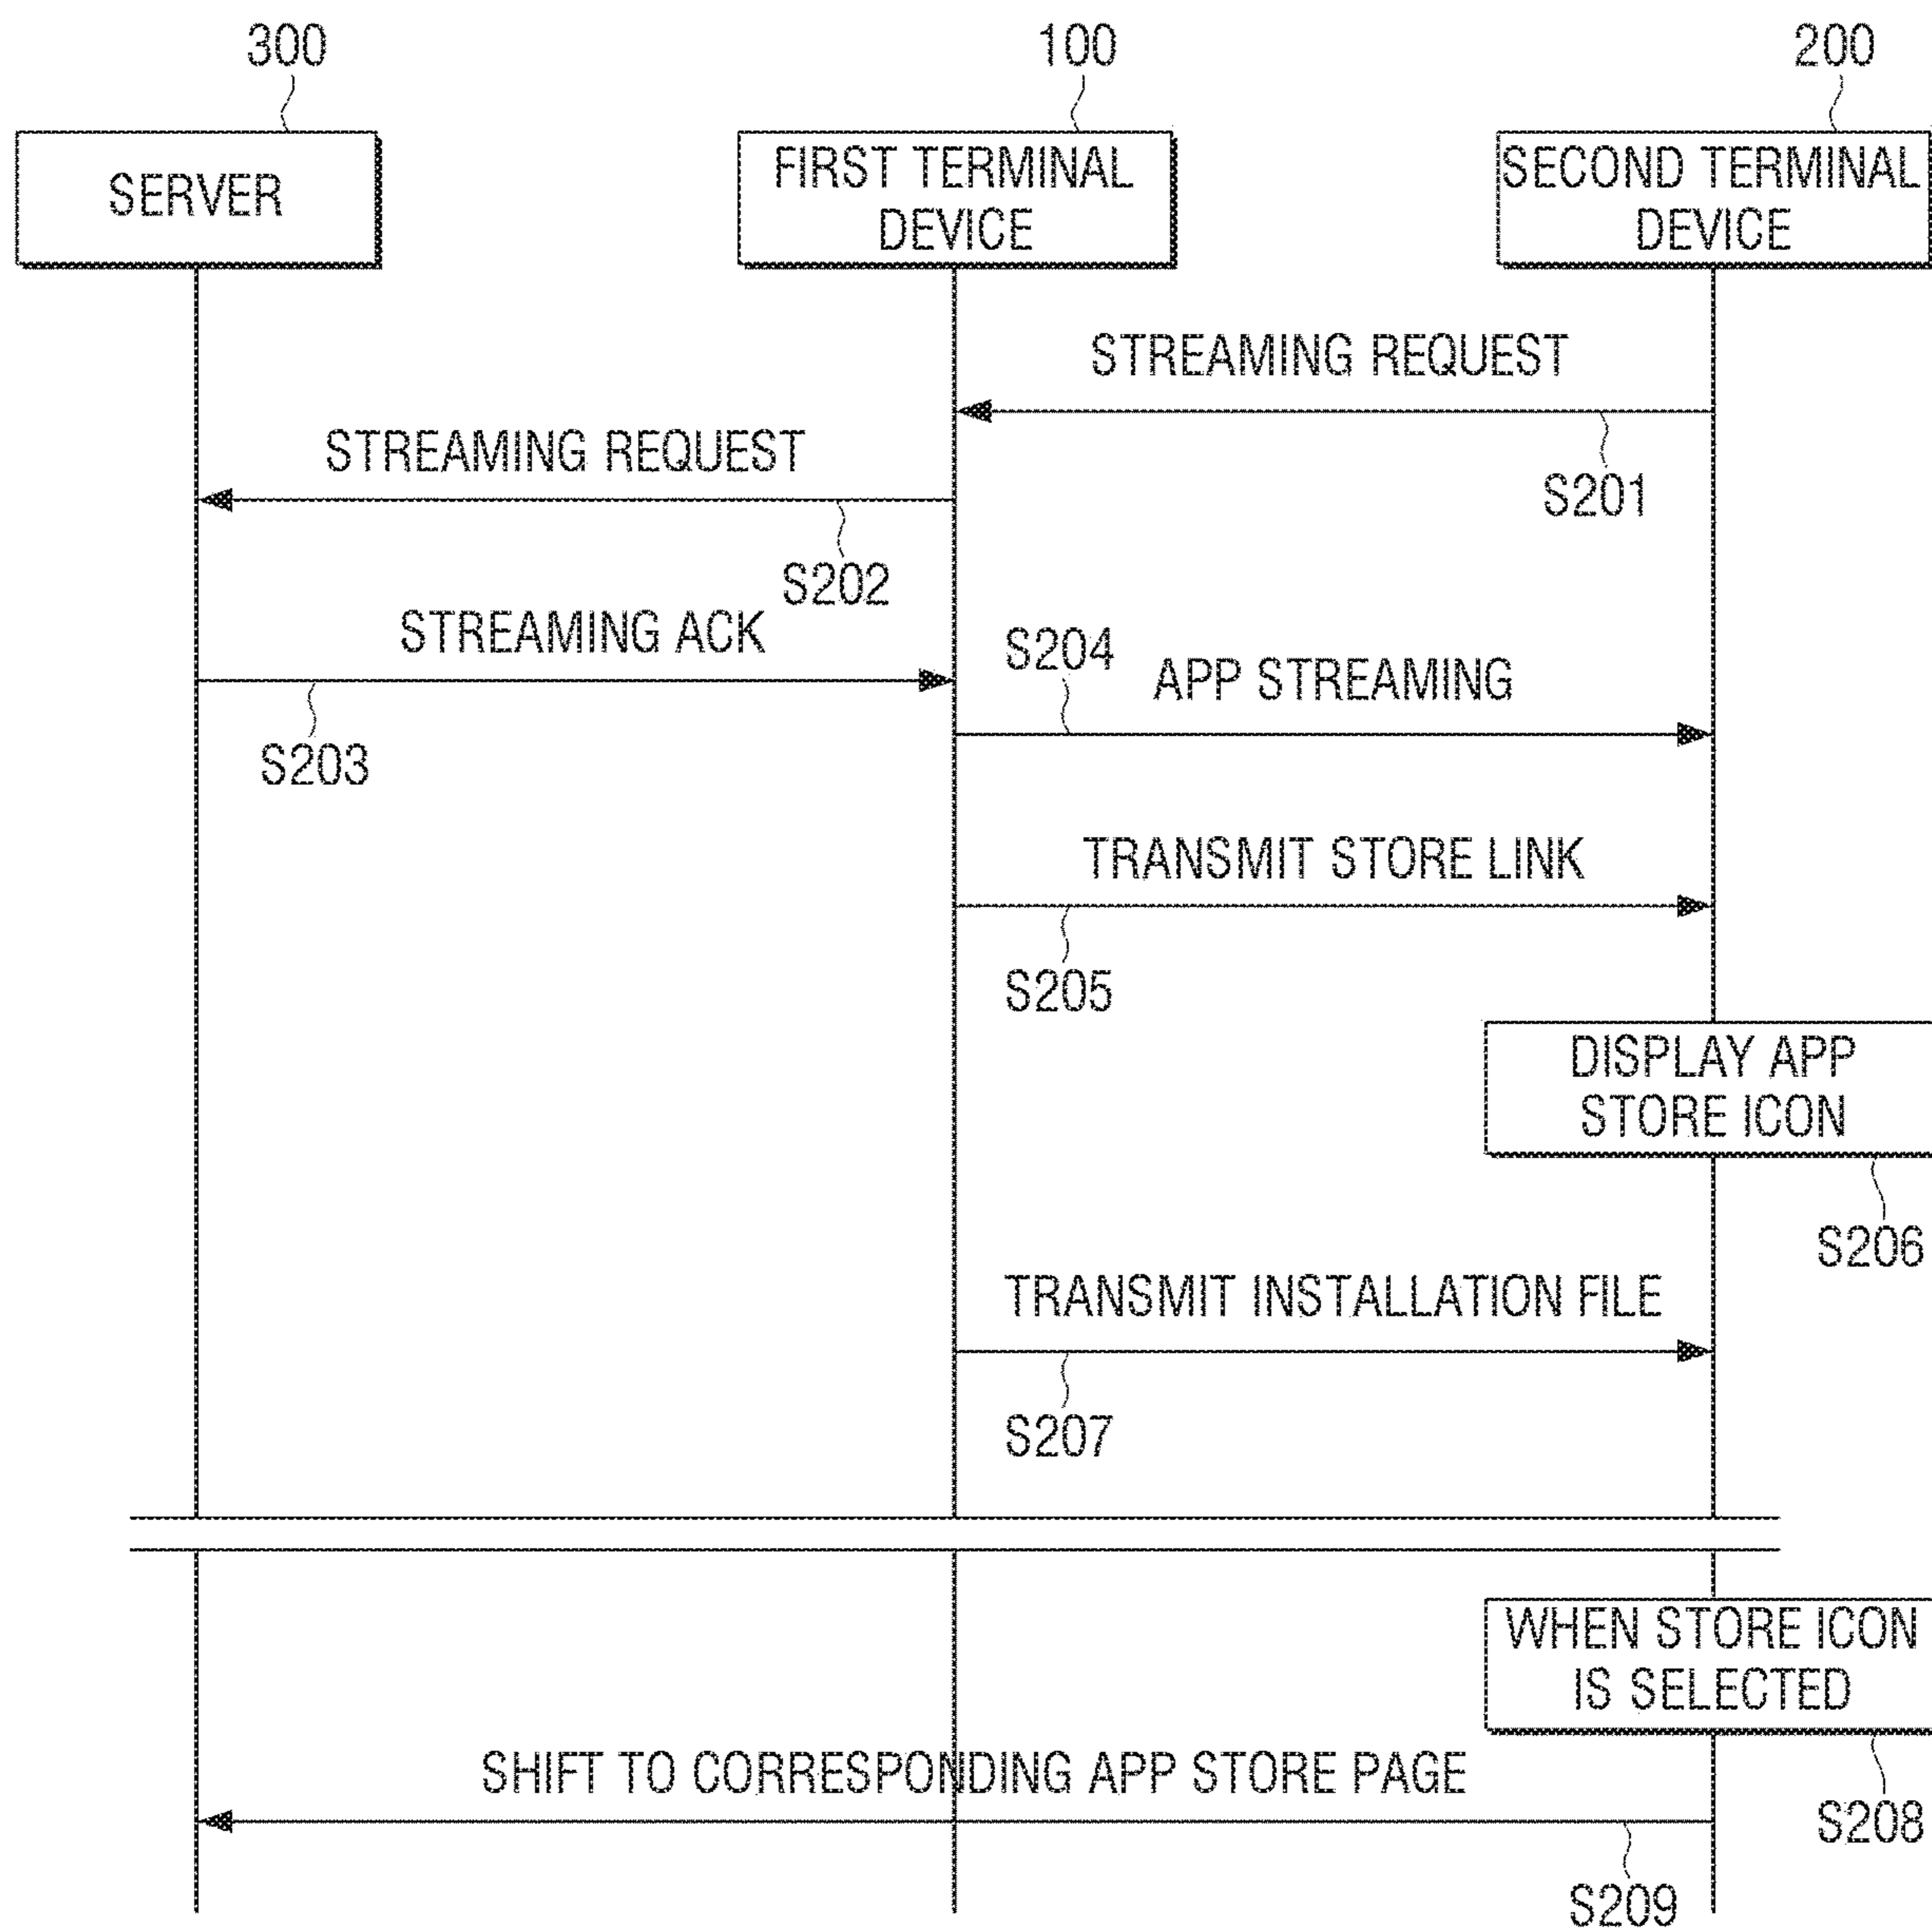 300
100
200
SERVER
FIRST TERMINAL
DEVICE
SECOND TERMINAL
DEVICE
STREAMING REQUEST
S201
STREAMING REQUEST
S202
STREAMING ACK
S203
S204
APP STREAMING
TRANSMIT STORE LINK
S205
DISPLAY APP
STORE ICON
S206
TRANSMIT INSTALLATION FILE
S207
WHEN STORE ICON
IS SELECTED
S208
SHIFT TO CORRESPONDING APP STORE PAGE
S209